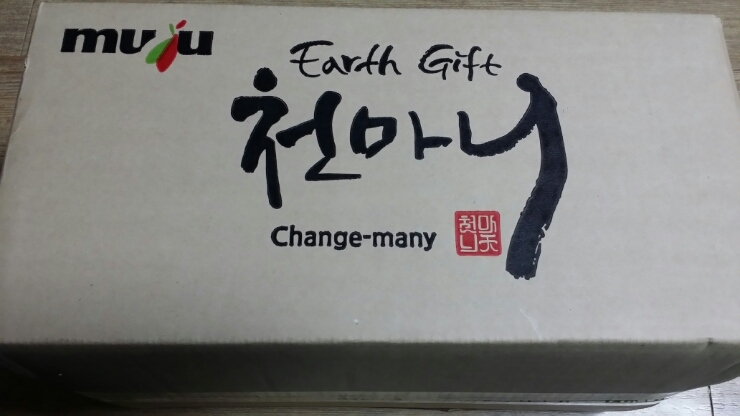 muju
Earth Gift
천마니
Change-many